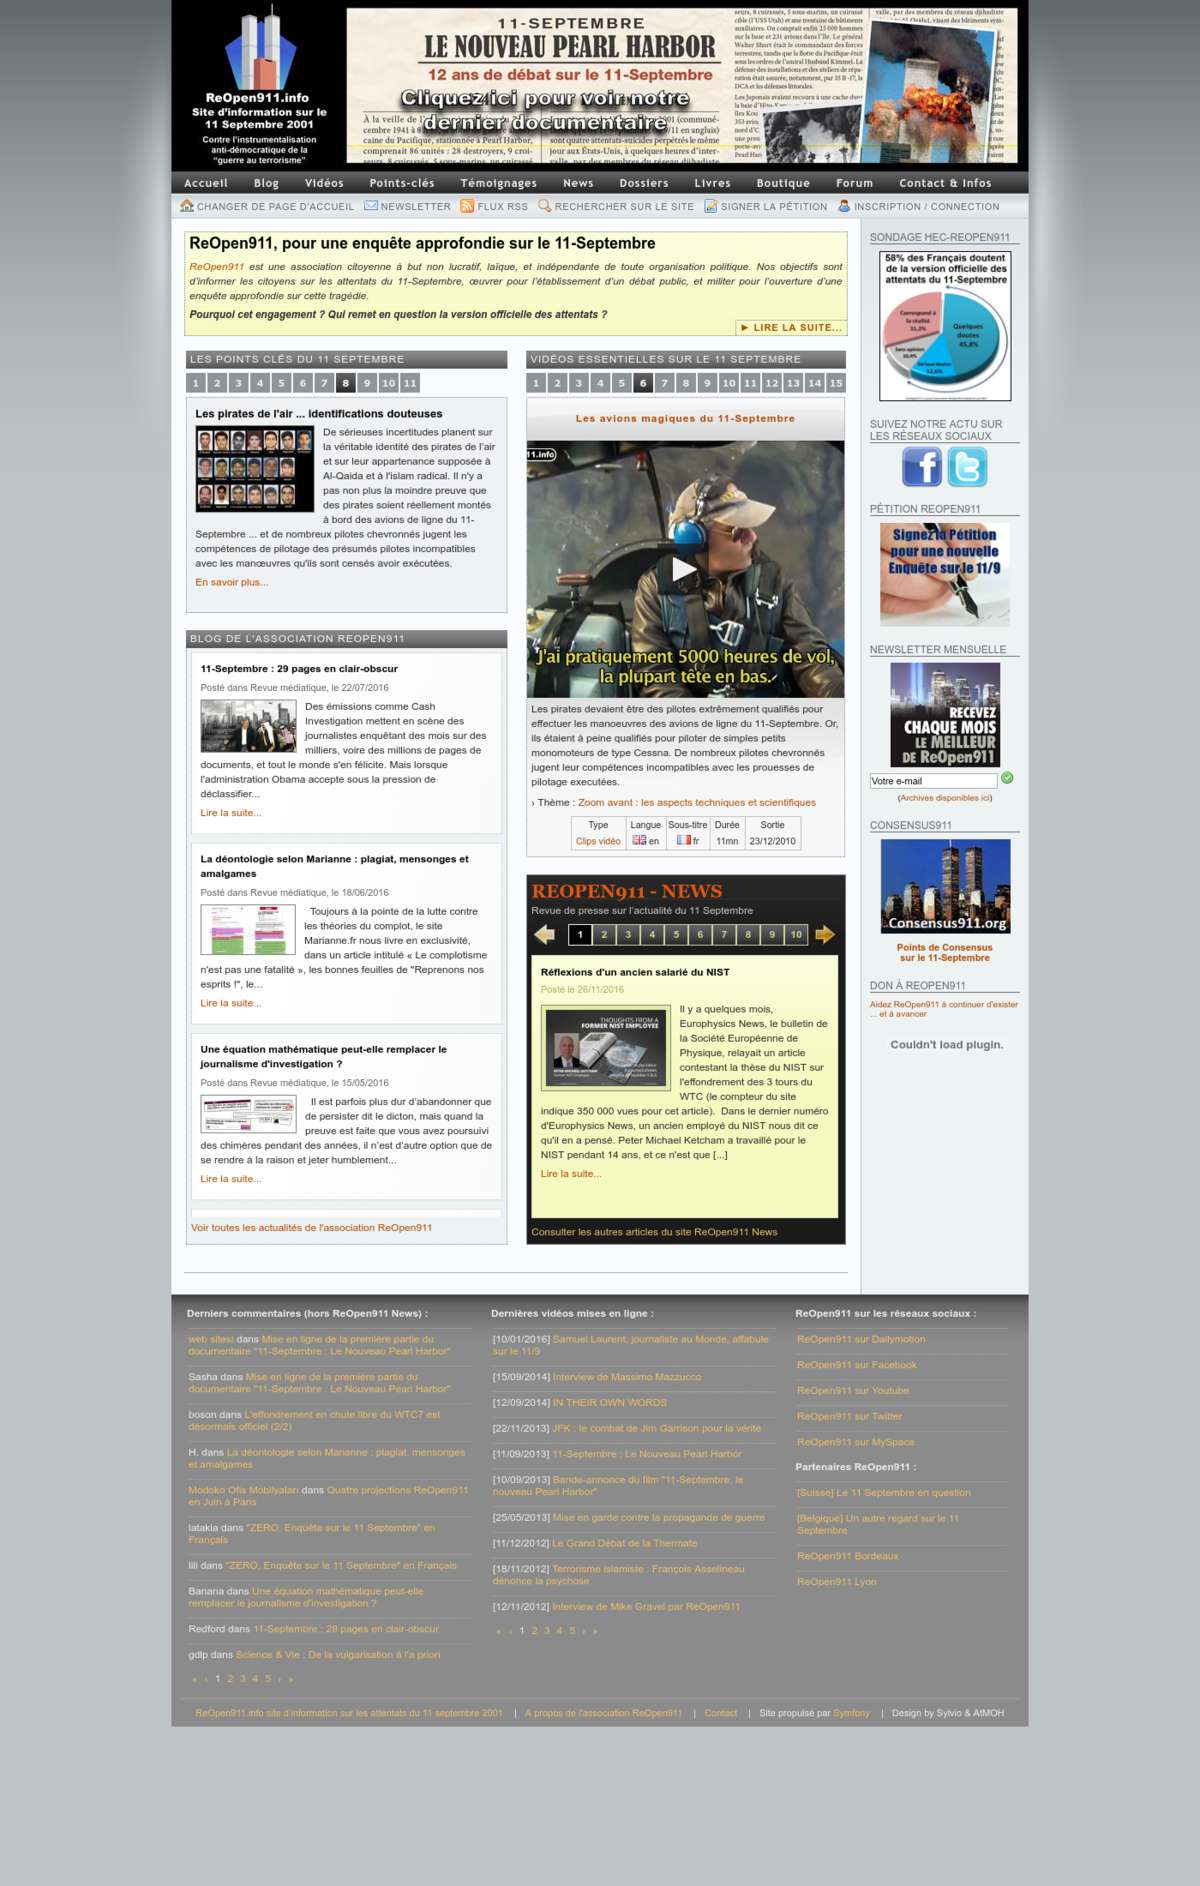 ReOpen911.info
Site d'information sur le
11 Septembre 2001
Contre l'instrumentalisation
anti-démocratique de la
"guerre au terrorisme"
11-SEPTEMBRE
LE NOUVEAU PEARL HARBOR
12 ans de débat sur le 11-Septembre
Cliquez ici pour voir notre
dernier documentaire
Accueil Blog Vidéos Points-clés Témoignages News Dossiers Livres Boutique Forum Contact & Infos
CHANGER DE PAGE D'ACCUEIL NEWSLETTER FLUX RSS RECHERCHER SUR LE SITE SIGNER LA PÉTITION INSCRIPTION / CONNECTION
ReOpen911, pour une enquête approfondie sur le 11-Septembre
ReOpen911 est une association citoyenne à but non lucratif, laïque, et indépendante de toute organisation politique. Nos objectifs sont
d'informer les citoyens sur les attentats du 11-Septembre, œuvrer pour l'établissement d'un débat public, et militer pour l'ouverture d'une
enquête approfondie sur cette tragédie.
Pourquoi cet engagement ? Qui remet en question la version officielle des attentats ?
► LIRE LA SUITE...
LES POINTS CLÉS DU 11 SEPTEMBRE
1 2 3 4 5 6 7 8 9 10 11
Les pirates de l'air ... identifications douteuses
De sérieuses incertitudes planent sur
la véritable identité des pirates de l'air
et sur leur appartenance supposée à
Al-Qaida et à l'islam radical. Il n'y a
pas non plus la moindre preuve que
des pirates soient réellement montés
à bord des avions de ligne du 11-
Septembre ... et de nombreux pilotes chevronnés jugent les
compétences de pilotage des présumés pilotes incompatibles
avec les manœuvres qu'ils sont censés avoir exécutées.
En savoir plus...
BLOG DE L'ASSOCIATION REOPEN911
11-Septembre : 29 pages en clair-obscur
Posté dans Revue médiatique, le 22/07/2016
Des émissions comme Cash
Investigation mettent en scène des
journalistes enquêtant des mois sur des
milliers, voire des millions de pages de
documents, et tout le monde s'en félicite. Mais lorsque
l'administration Obama accepte sous la pression de
déclassifier...
Lire la suite...
La déontologie selon Marianne : plagiat, mensonges et
amalgames
Posté dans Revue médiatique, le 18/06/2016
Toujours à la pointe de la lutte contre
les théories du complot, le site
Marianne.fr nous livre en exclusivité,
dans un article intitulé « Le complotisme
n'est pas une fatalité », les bonnes feuilles de "Reprenons nos
esprits !", le...
Lire la suite...
Une équation mathématique peut-elle remplacer le
journalisme d'investigation ?
Posté dans Revue médiatique, le 15/05/2016
Il est parfois plus dur d'abandonner que
de persister dit le dicton, mais quand la
preuve est faite que vous avez poursuivi
des chimères pendant des années, il n'est d'autre option que de
se rendre à la raison et jeter humblement...
Lire la suite...
Voir toutes les actualités de l'association ReOpen911
VIDÉOS ESSENTIELLES SUR LE 11 SEPTEMBRE
1 2 3 4 5 6 7 8 9 10 11 12 13 14 15
Les avions magiques du 11-Septembre
11.info
J'ai pratiquement 5000 heures de vol,
la plupart tête en bas.
Les pirates devaient être des pilotes extrêmement qualifiés pour
effectuer les manoeuvres des avions de ligne du 11-Septembre. Or,
ils étaient à peine qualifiés pour piloter de simples petits
monomoteurs de type Cessna. De nombreux pilotes chevronnés
jugent leur compétences incompatibles avec les prouesses de
pilotage executées.
› Thème : Zoom avant : les aspects techniques et scientifiques
Type Langue Sous-titre Durée Sortie
Clips vidéo en fr 11mn 23/12/2010
REOPEN911 - NEWS
Revue de presse sur l'actualité du 11 Septembre
1 2 3 4 5 6 7 8 9 10
Réflexions d'un ancien salarié du NIST
Posté le 26/11/2016
THOUGHTS FROM A
FORMER NIST EMPLOYEE
Il y a quelques mois,
Europhysics News, le bulletin de
la Société Européenne de
Physique, relayait un article
contestant la thèse du NIST sur
l'effondrement des 3 tours du
WTC (le compteur du site
indique 350 000 vues pour cet article). Dans le dernier numéro
d'Europhysics News, un ancien employé du NIST nous dit ce
qu'il en a pensé. Peter Michael Ketcham a travaillé pour le
NIST pendant 14 ans, et ce n'est que [...]
Lire la suite...
Consulter les autres articles du site ReOpen911 News
SONDAGE HEC-REOPEN911
58% des Français doutent
de la version officielle des
attentats du 11-Septembre
Correspond à
la réalité
31,2%
Quelques
doutes
45,8%
Sans opinion
10,4%
12,6%
SUIVEZ NOTRE ACTU SUR
LES RÉSEAUX SOCIAUX
PÉTITION REOPEN911
Signez la Pétition
pour une nouvelle
Enquête sur le 11/9
NEWSLETTER MENSUELLE
RECEVEZ
CHAQUE MOIS
LE MEILLEUR
DE ReOpen911
Votre e-mail
(Archives disponibles ici)
CONSENSUS911
Consensus911.org
Points de Consensus
sur le 11-Septembre
DON À REOPEN911
Aidez ReOpen911 à continuer d'exister
... et à avancer
Couldn't load plugin.
Derniers commentaires (hors ReOpen911 News) :
web sitesi dans Mise en ligne de la première partie du
documentaire "11-Septembre : Le Nouveau Pearl Harbor"
Sasha dans Mise en ligne de la première partie du
documentaire "11-Septembre : Le Nouveau Pearl Harbor"
boson dans L'effondrement en chute libre du WTC7 est
désormais officiel (2/2)
H. dans La déontologie selon Marianne : plagiat, mensonges
et amalgames
Modoko Ofis Mobilyaları dans Quatre projections ReOpen911
en Juin à Paris
latakia dans "ZERO, Enquête sur le 11 Septembre" en
Français
lili dans "ZERO, Enquête sur le 11 Septembre" en Français
Banana dans Une équation mathématique peut-elle
remplacer le journalisme d'investigation ?
Redford dans 11-Septembre : 29 pages en clair-obscur
gdlp dans Science & Vie : De la vulgarisation à l'a priori
« ‹ 1 2 3 4 5 › »
Dernières vidéos mises en ligne :
[10/01/2016] Samuel Laurent, journaliste au Monde, affabule
sur le 11/9
[15/09/2014] Interview de Massimo Mazzucco
[12/09/2014] IN THEIR OWN WORDS
[22/11/2013] JFK : le combat de Jim Garrison pour la vérité
[11/09/2013] 11-Septembre : Le Nouveau Pearl Harbor
[10/09/2013] Bande-annonce du film "11-Septembre, le
nouveau Pearl Harbor"
[25/05/2013] Mise en garde contre la propagande de guerre
[11/12/2012] Le Grand Débat de la Thermate
[18/11/2012] Terrorisme islamiste : François Asselineau
dénonce la psychose
[12/11/2012] Interview de Mike Gravel par ReOpen911
« ‹ 1 2 3 4 5 › »
ReOpen911 sur les réseaux sociaux :
ReOpen911 sur Dailymotion
ReOpen911 sur Facebook
ReOpen911 sur Youtube
ReOpen911 sur Twitter
ReOpen911 sur MySpace
Partenaires ReOpen911 :
[Suisse] Le 11 Septembre en question
[Belgique] Un autre regard sur le 11
Septembre
ReOpen911 Bordeaux
ReOpen911 Lyon
ReOpen911.info site d'information sur les attentats du 11 septembre 2001 | A propos de l'association ReOpen911 | Contact | Site propulsé par Symfony | Design by Sylvio & AtMOH